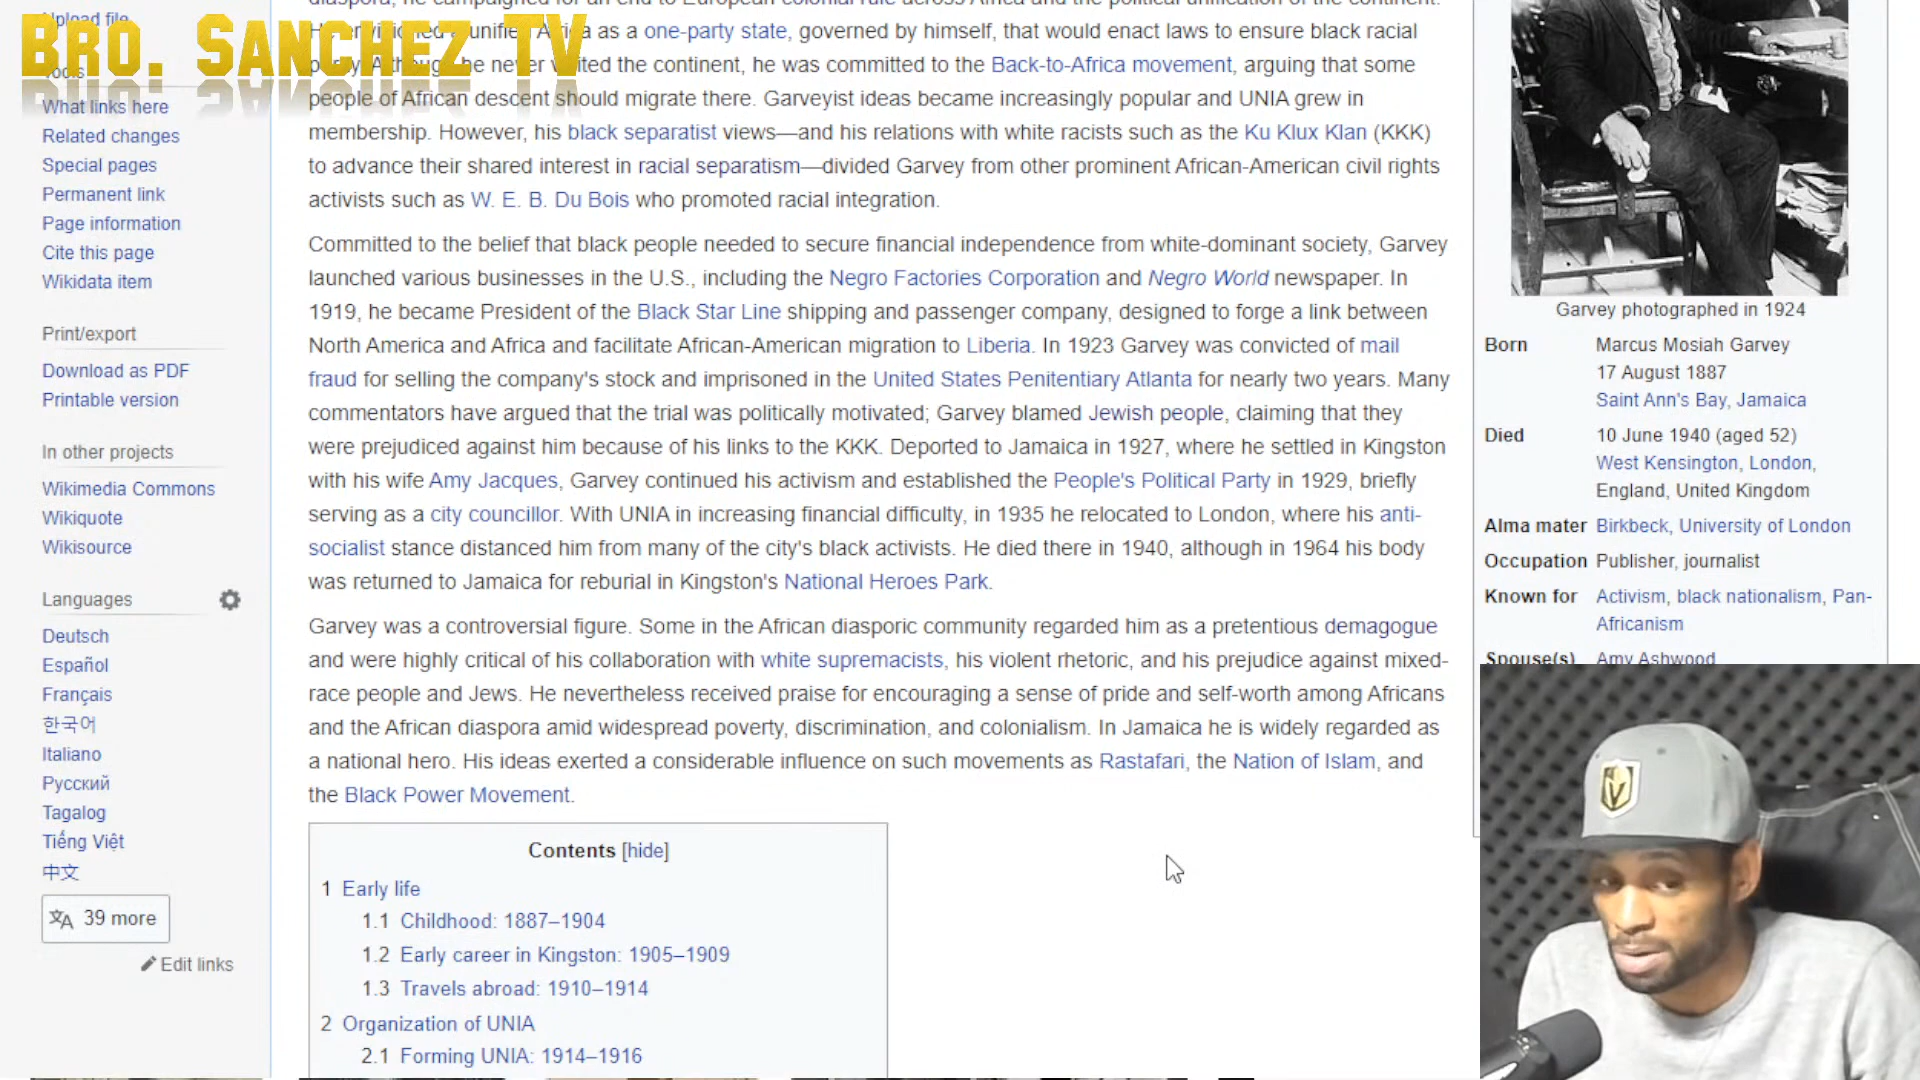 BRO. SANCHEZ TV
Upload file
Tools
What links here
Related changes
Special pages
Permanent link
Page information
Cite this page
Wikidata item
Print/export
Download as PDF
Printable version
In other projects
Wikimedia Commons
Wikiquote
Wikisource
Languages
Deutsch
Español
Français
한국어
Italiano
Русский
Tagalog
Tiếng Việt
中文
39 more
Edit links
diaspora, he campaigned for an end to European colonial rule across Africa and the political unification of the continent.
unified Africa as a one-party state, governed by himself, that would enact laws to ensure black racial
he never visited the continent, he was committed to the Back-to-Africa movement, arguing that some
people of African descent should migrate there. Garveyist ideas became increasingly popular and UNIA grew in
membership. However, his black separatist views—and his relations with white racists such as the Ku Klux Klan (KKK)
to advance their shared interest in racial separatism—divided Garvey from other prominent African-American civil rights
activists such as W. E. B. Du Bois who promoted racial integration.
Committed to the belief that black people needed to secure financial independence from white-dominant society, Garvey
launched various businesses in the U.S., including the Negro Factories Corporation and Negro World newspaper. In
1919, he became President of the Black Star Line shipping and passenger company, designed to forge a link between
North America and Africa and facilitate African-American migration to Liberia. In 1923 Garvey was convicted of mail
fraud for selling the company's stock and imprisoned in the United States Penitentiary Atlanta for nearly two years. Many
commentators have argued that the trial was politically motivated; Garvey blamed Jewish people, claiming that they
were prejudiced against him because of his links to the KKK. Deported to Jamaica in 1927, where he settled in Kingston
with his wife Amy Jacques, Garvey continued his activism and established the People's Political Party in 1929, briefly
serving as a city councillor. With UNIA in increasing financial difficulty, in 1935 he relocated to London, where his anti-
socialist stance distanced him from many of the city's black activists. He died there in 1940, although in 1964 his body
was returned to Jamaica for reburial in Kingston's National Heroes Park.
Garvey was a controversial figure. Some in the African diasporic community regarded him as a pretentious demagogue
and were highly critical of his collaboration with white supremacists, his violent rhetoric, and his prejudice against mixed-
race people and Jews. He nevertheless received praise for encouraging a sense of pride and self-worth among Africans
and the African diaspora amid widespread poverty, discrimination, and colonialism. In Jamaica he is widely regarded as
a national hero. His ideas exerted a considerable influence on such movements as Rastafari, the Nation of Islam, and
the Black Power Movement.
Contents [hide]
1 Early life
1.1 Childhood: 1887–1904
1.2 Early career in Kingston: 1905–1909
1.3 Travels abroad: 1910–1914
2 Organization of UNIA
2.1 Forming UNIA: 1914–1916
Garvey photographed in 1924
Born Marcus Mosiah Garvey
17 August 1887
Saint Ann's Bay, Jamaica
Died 10 June 1940 (aged 52)
West Kensington, London,
England, United Kingdom
Alma mater Birkbeck, University of London
Occupation Publisher, journalist
Known for Activism, black nationalism, Pan-
Africanism
Spouse(s) Amy Ashwood